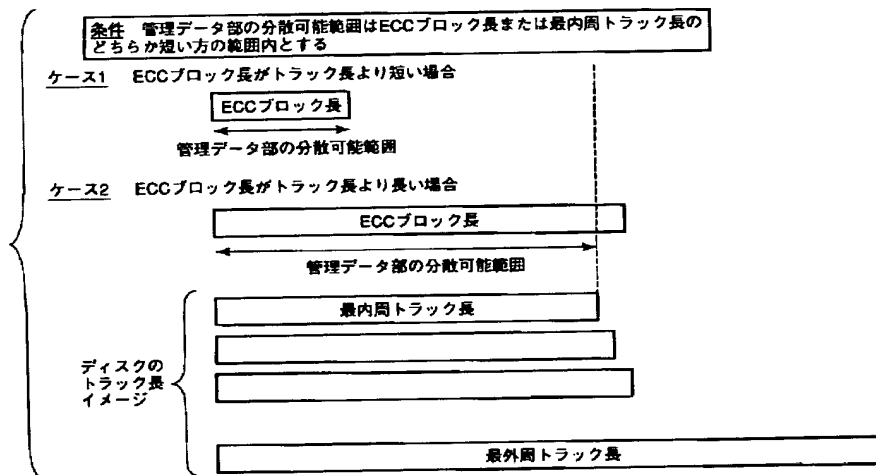 条件 管理データ部の分散可能範囲はECCブロック長または最内周トラック長の
どちらか短い方の範囲内とする
ケース1 ECCブロック長がトラック長より短い場合
ECCブロック長
管理データ部の分散可能範囲
ケース2 ECCブロック長がトラック長より長い場合
ECCブロック長
管理データ部の分散可能範囲
最内周トラック長
ディスクの
トラック長
イメージ
最外周トラック長